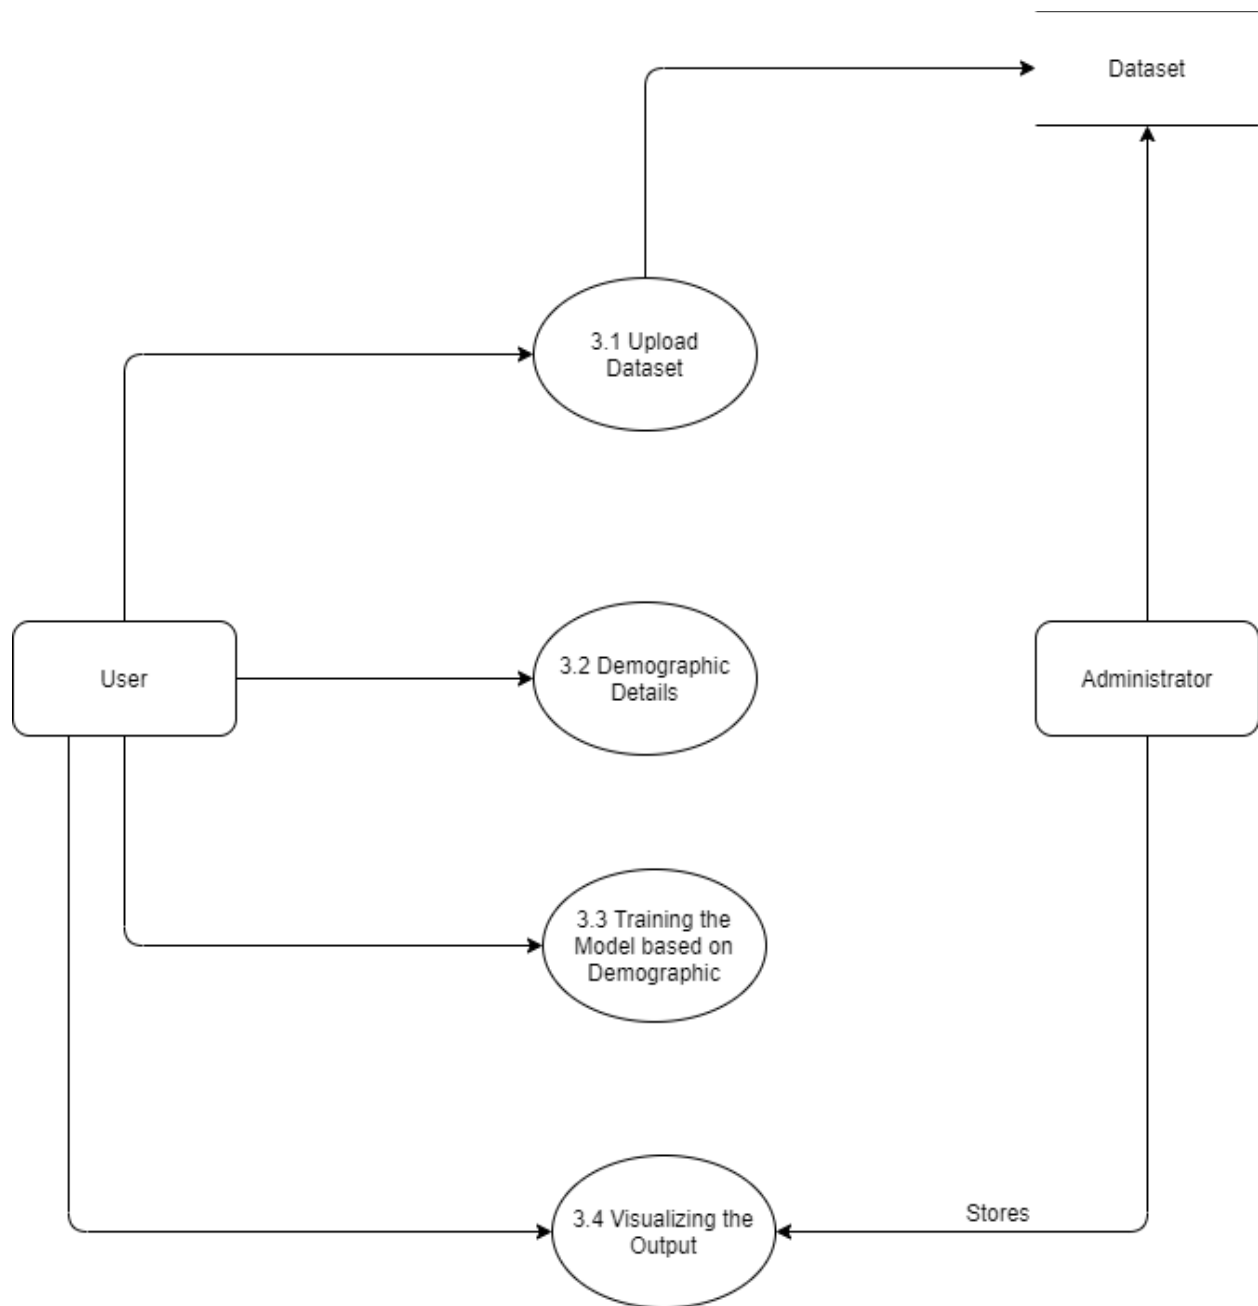 Dataset
3.1 Upload
Dataset
User
3.2 Demographic
Details
Administrator
3.3 Training the
Model based on
Demographic
Stores
3.4 Visualizing the
Output